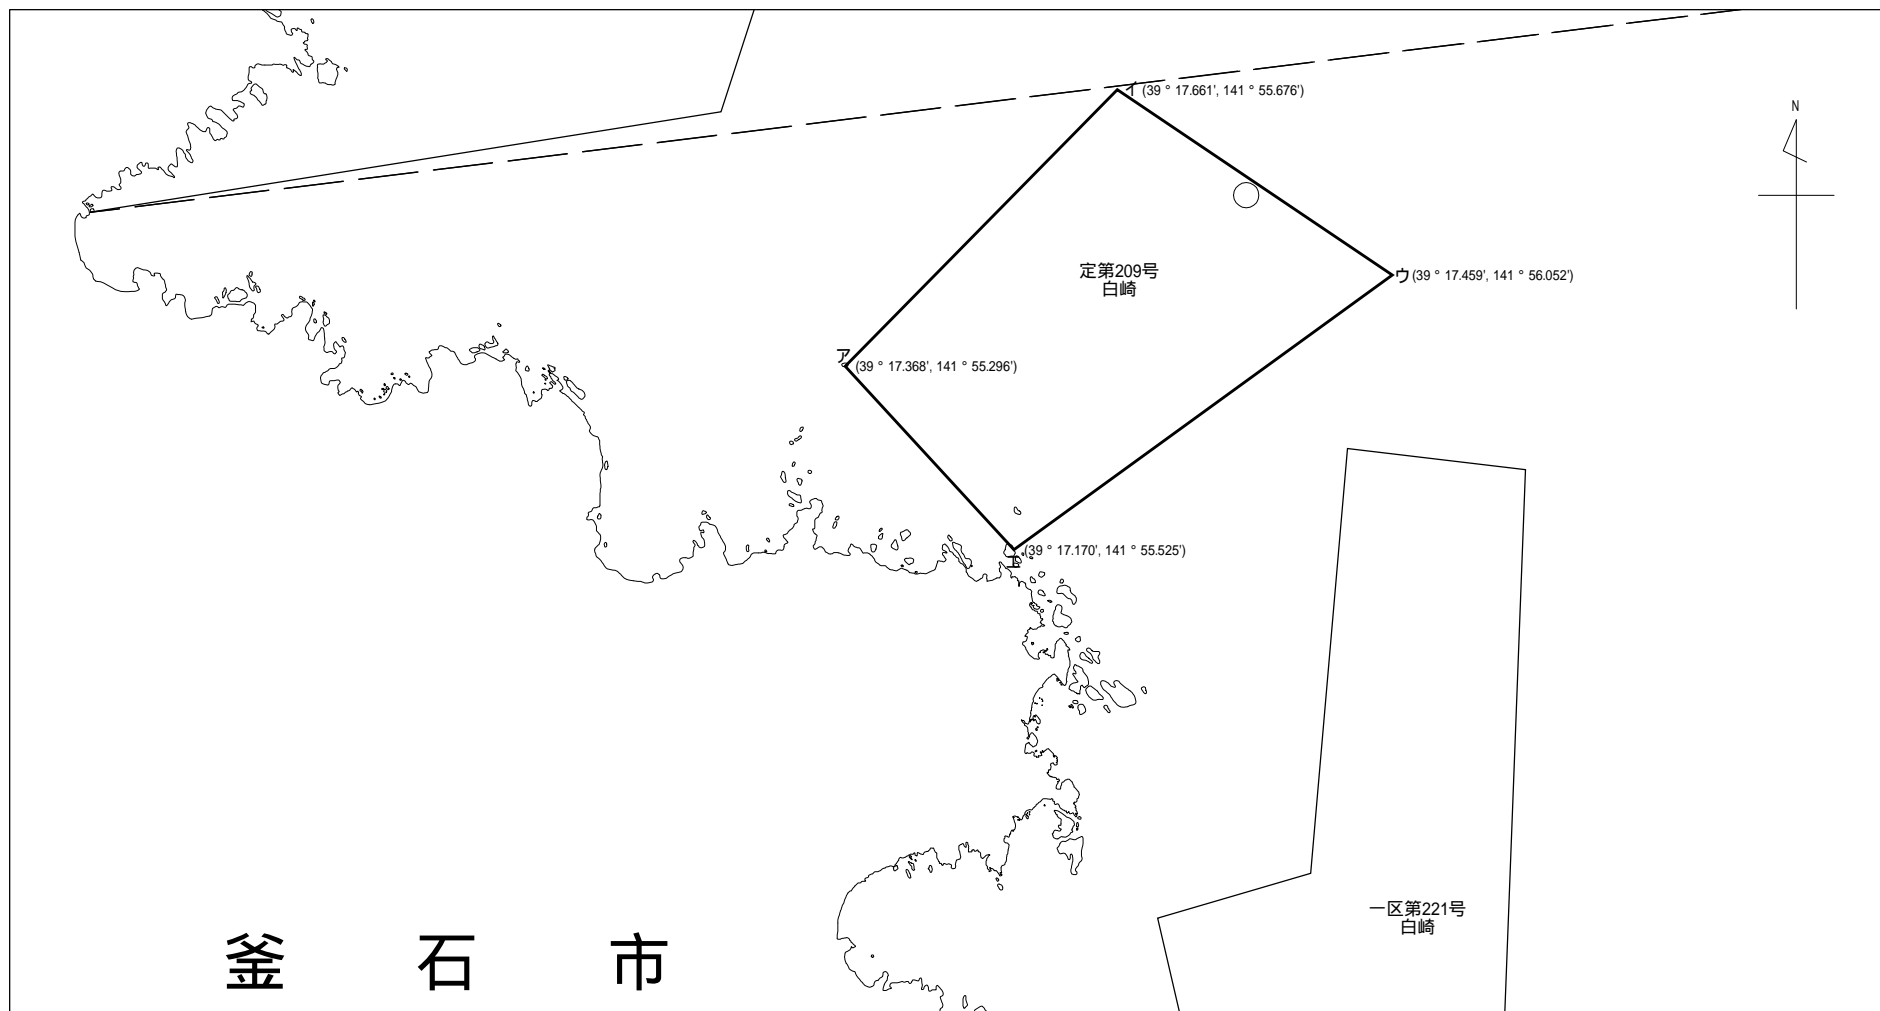 イ (39 ° 17.661', 141 ° 55.676')
N
定第209号
白崎
ウ (39 ° 17.459', 141 ° 56.052')
ア
(39 ° 17.368', 141 ° 55.296')
(39 ° 17.170', 141 ° 55.525')
エ
一区第221号
白崎
釜 石 市